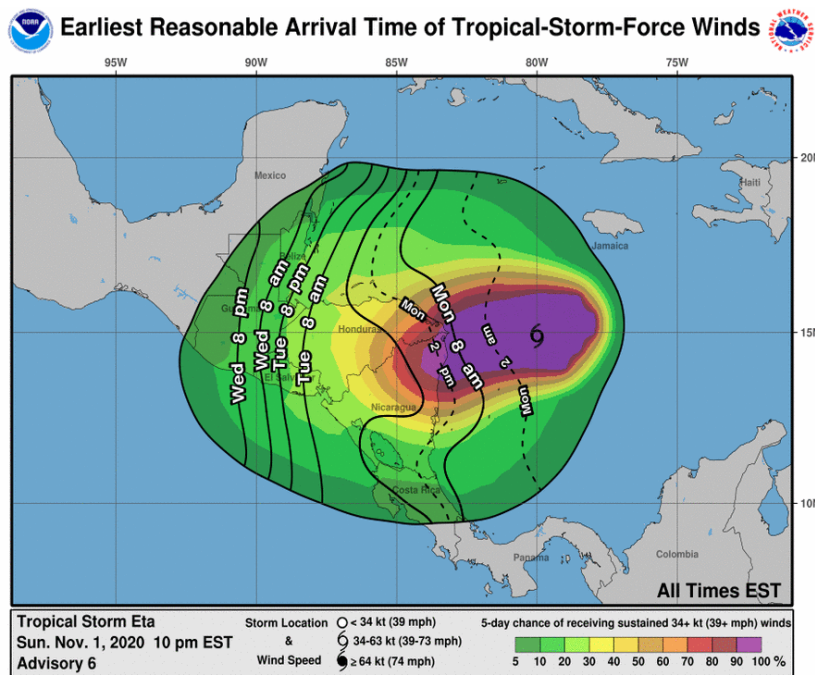 NOAA
Earliest Reasonable Arrival Time of Tropical-Storm-Force Winds
95W 90W 85W 80W 75W
20N
15N
10N
Mexico
Haiti
Jamaica
Belize
Honduras
El Salvador
Nicaragua
Costa Rica
Panama
Colombia
Wed 8 pm
Wed 8 am
Tue 8 pm
Tue 8 am
Mon 2 pm
Mon 8 am
Mon 2 am
All Times EST
Tropical Storm Eta
Sun. Nov. 1, 2020 10 pm EST
Advisory 6
Storm Location
&
Wind Speed
< 34 kt (39 mph)
34-63 kt (39-73 mph)
≥ 64 kt (74 mph)
5-day chance of receiving sustained 34+ kt (39+ mph) winds
5 10 20 30 40 50 60 70 80 90 100 %